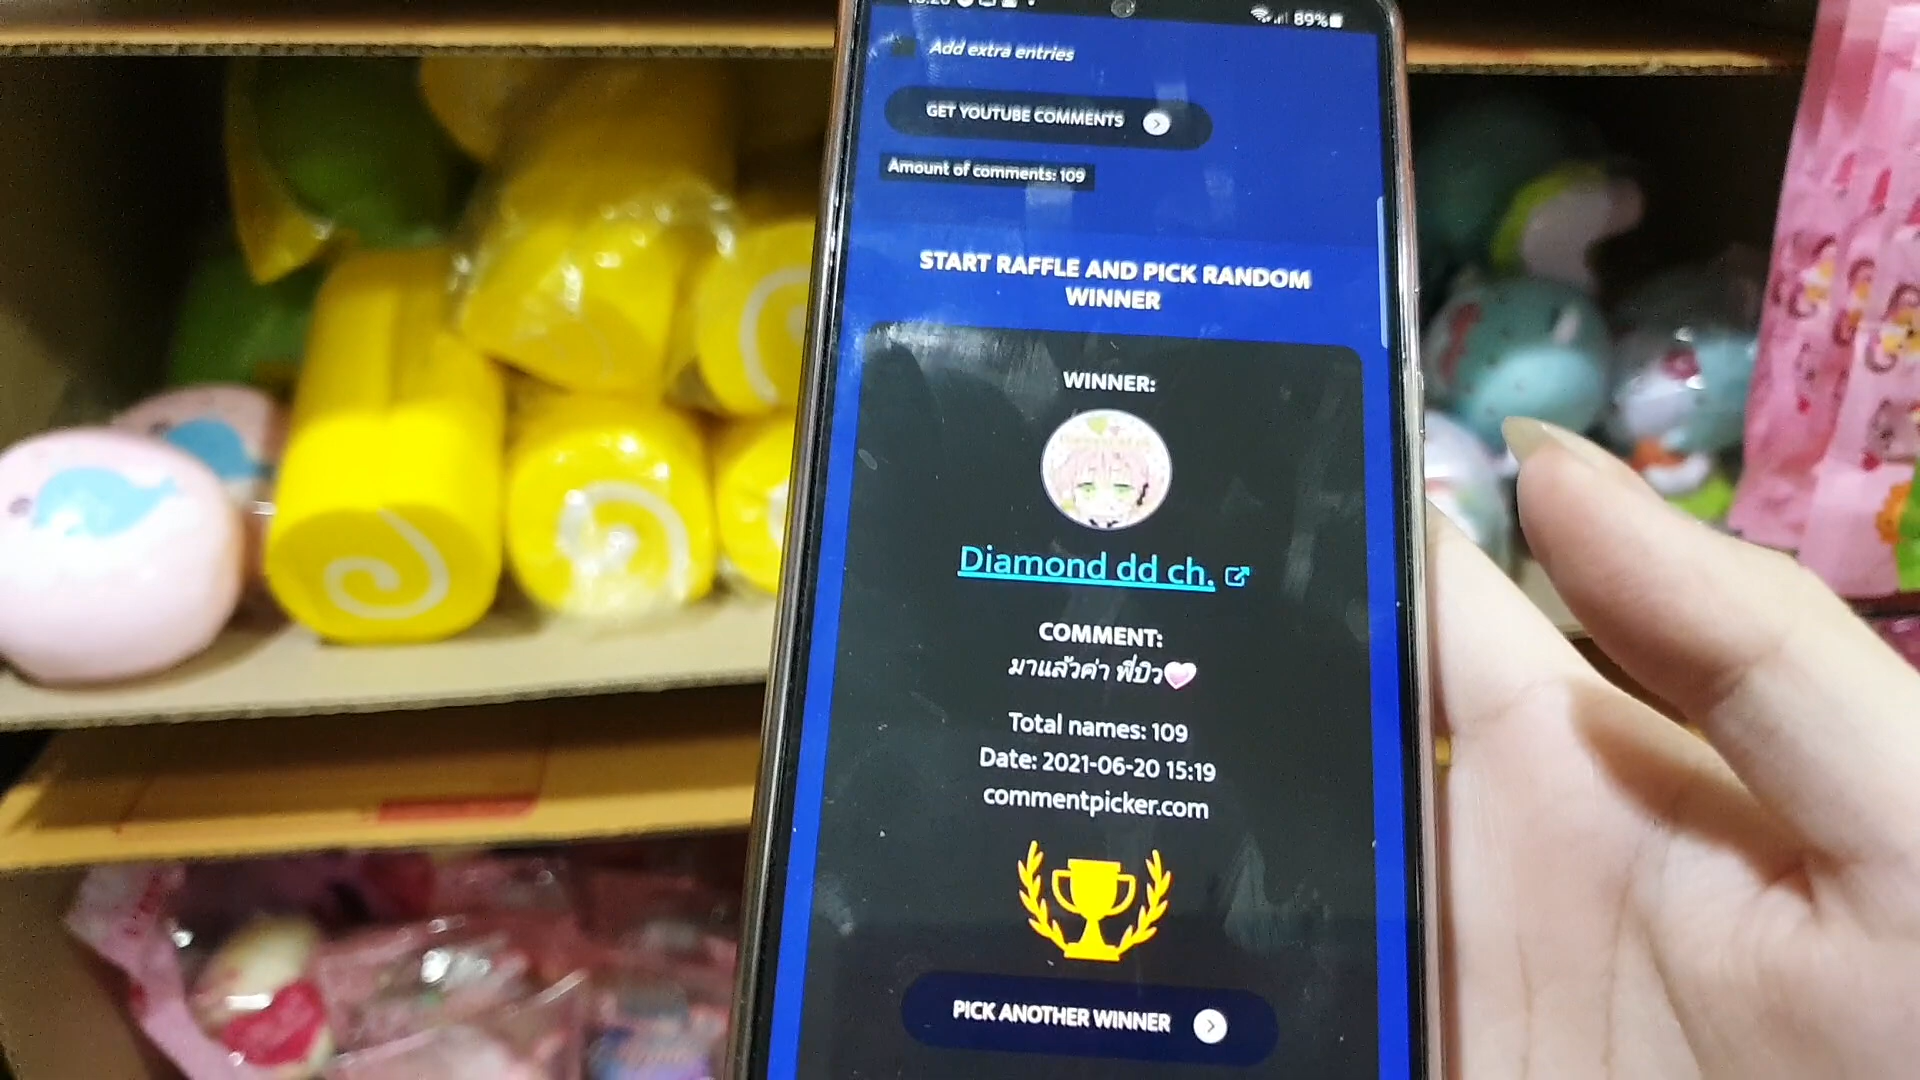 89%
Add extra entries
GET YOUTUBE COMMENTS
Amount of comments: 109
START RAFFLE AND PICK RANDOM
WINNER
WINNER:
Diamond dd ch.
COMMENT:
มาแล้วค่า พี่บิว💗
Total names: 109
Date: 2021-06-20 15:19
commentpicker.com
PICK ANOTHER WINNER